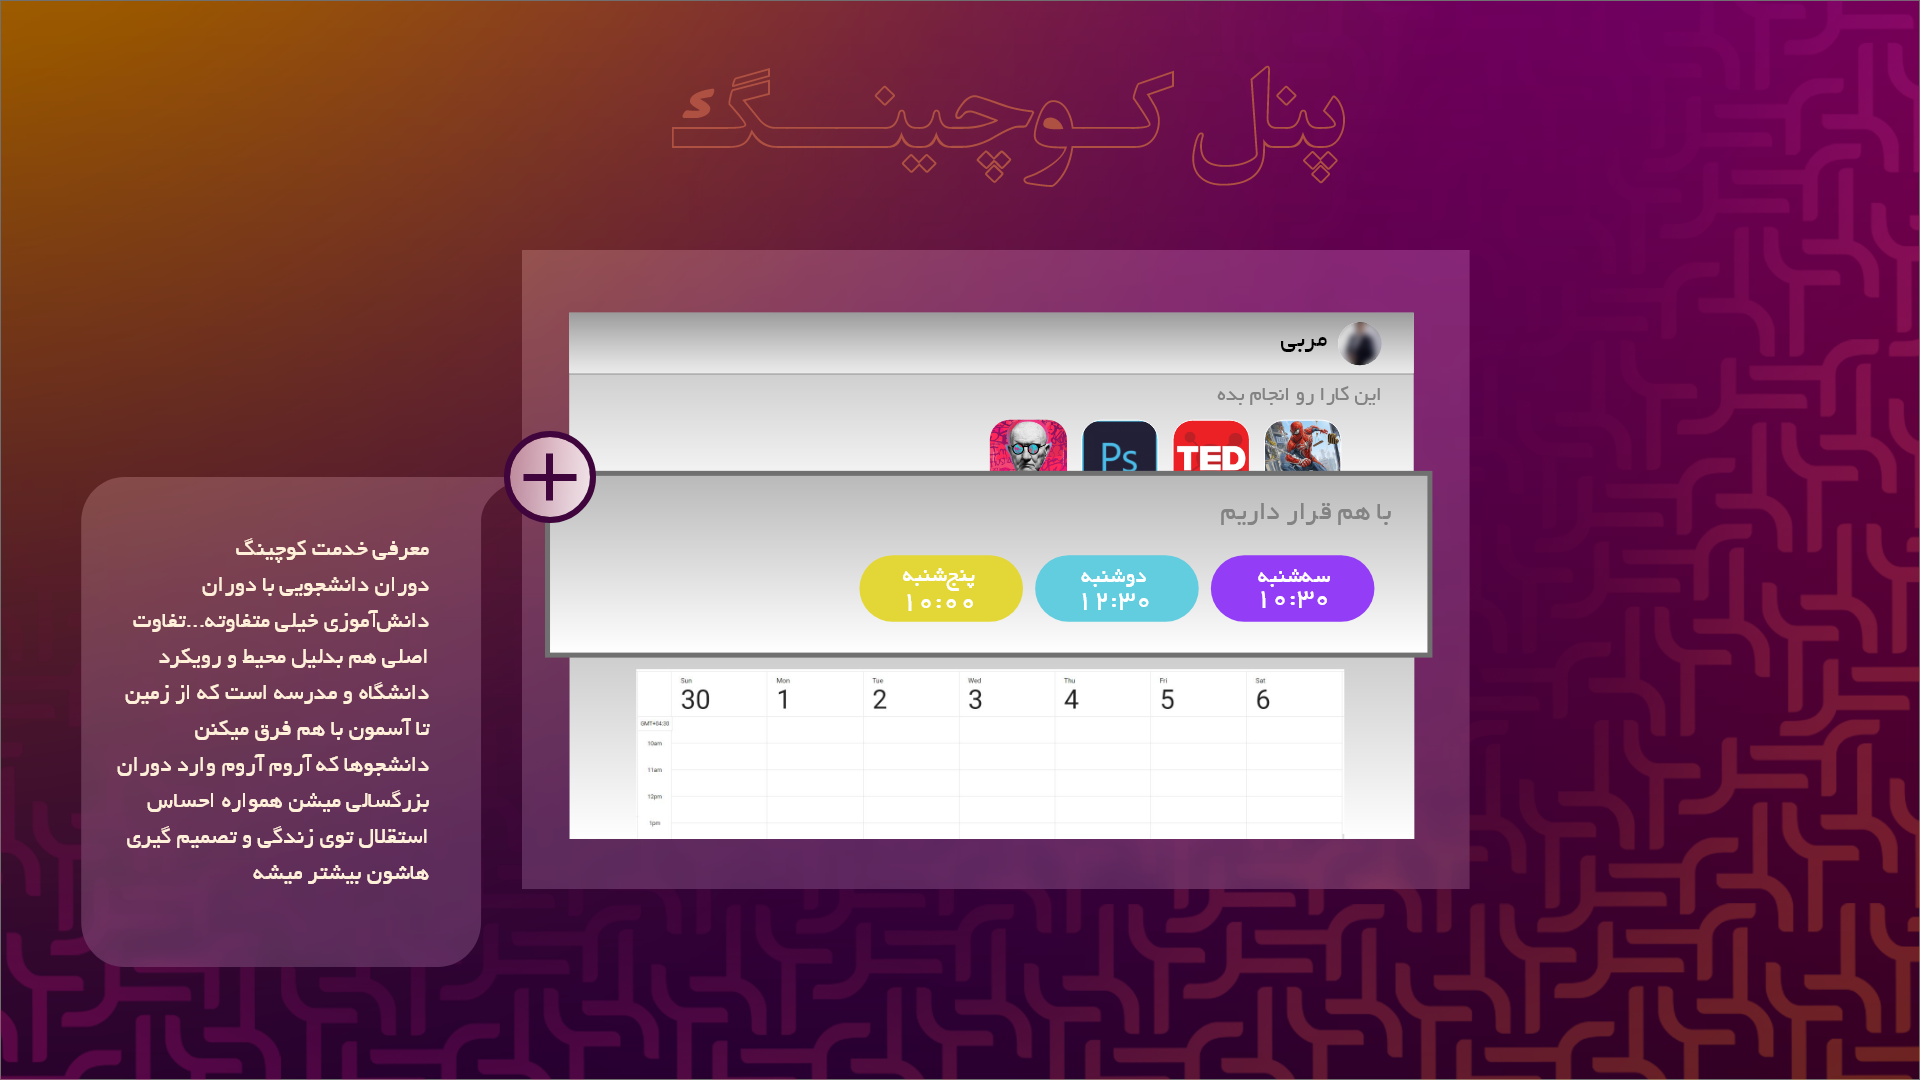 پنل کوچینگ
مربی
این کارا رو انجام بده
TED
Ps
با هم قرار داریم
سه‌شنبه
۱۰:۳۰
دوشنبه
۱۲:۳۰
پنج‌شنبه
۱۰:۰۰
Sun Mon Tue Wed Thu Fri Sat
30 1 2 3 4 5 6
GMT+04:30
10am
11am
12pm
1pm
معرفی خدمت کوچینگ
دوران دانشجویی با دوران
دانش‌آموزی خیلی متفاوته...تفاوت
اصلی هم بدلیل محیط و رویکرد
دانشگاه و مدرسه است که از زمین
تا آسمون با هم فرق میکنن
دانشجوها که آروم آروم وارد دوران
بزرگسالی میشن همواره احساس
استقلال توی زندگی و تصمیم گیری
هاشون بیشتر میشه